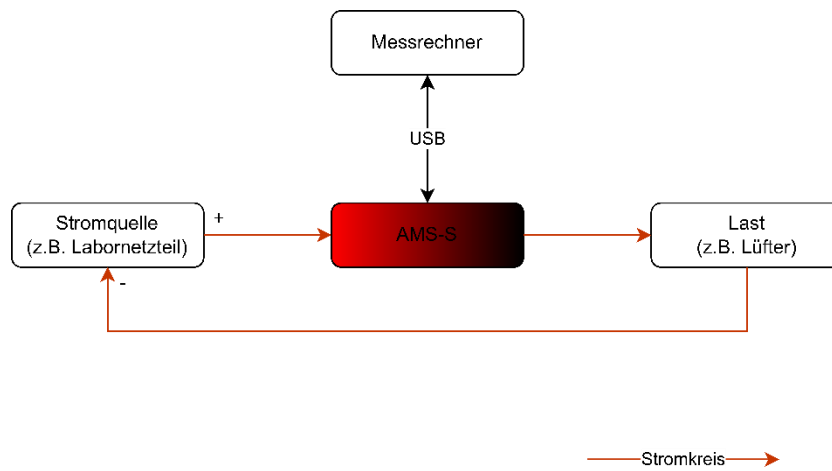 Messrechner
USB
Stromquelle
(z.B. Labornetzteil)
+
AMS-S
Last
(z.B. Lüfter)
-
Stromkreis